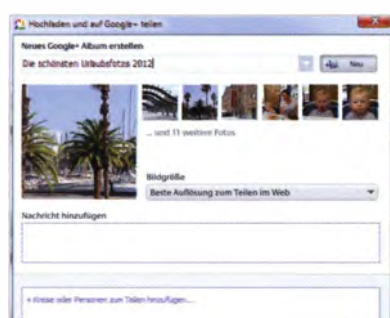 Hochladen und auf Google+ teilen
Neues Google+ Album erstellen
Die schönsten Urlaubsfotos 2012
Neu
... und 11 weitere Fotos
Bildgröße
Beste Auflösung zum Teilen im Web
Nachricht hinzufügen
+ Kreise oder Personen zum Teilen hinzufügen...